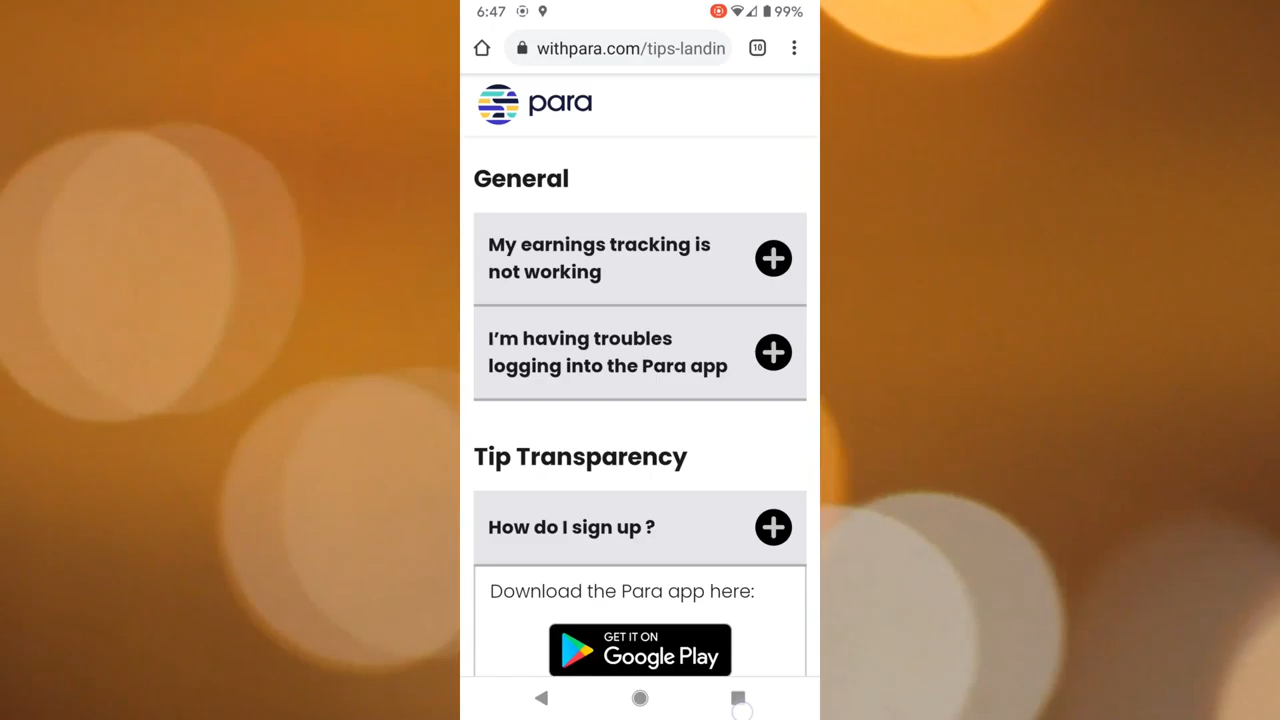 6:47
99%
withpara.com/tips-landin
10
para
General
My earnings tracking is
not working
I’m having troubles
logging into the Para app
Tip Transparency
How do I sign up ?
Download the Para app here:
GET IT ON
Google Play